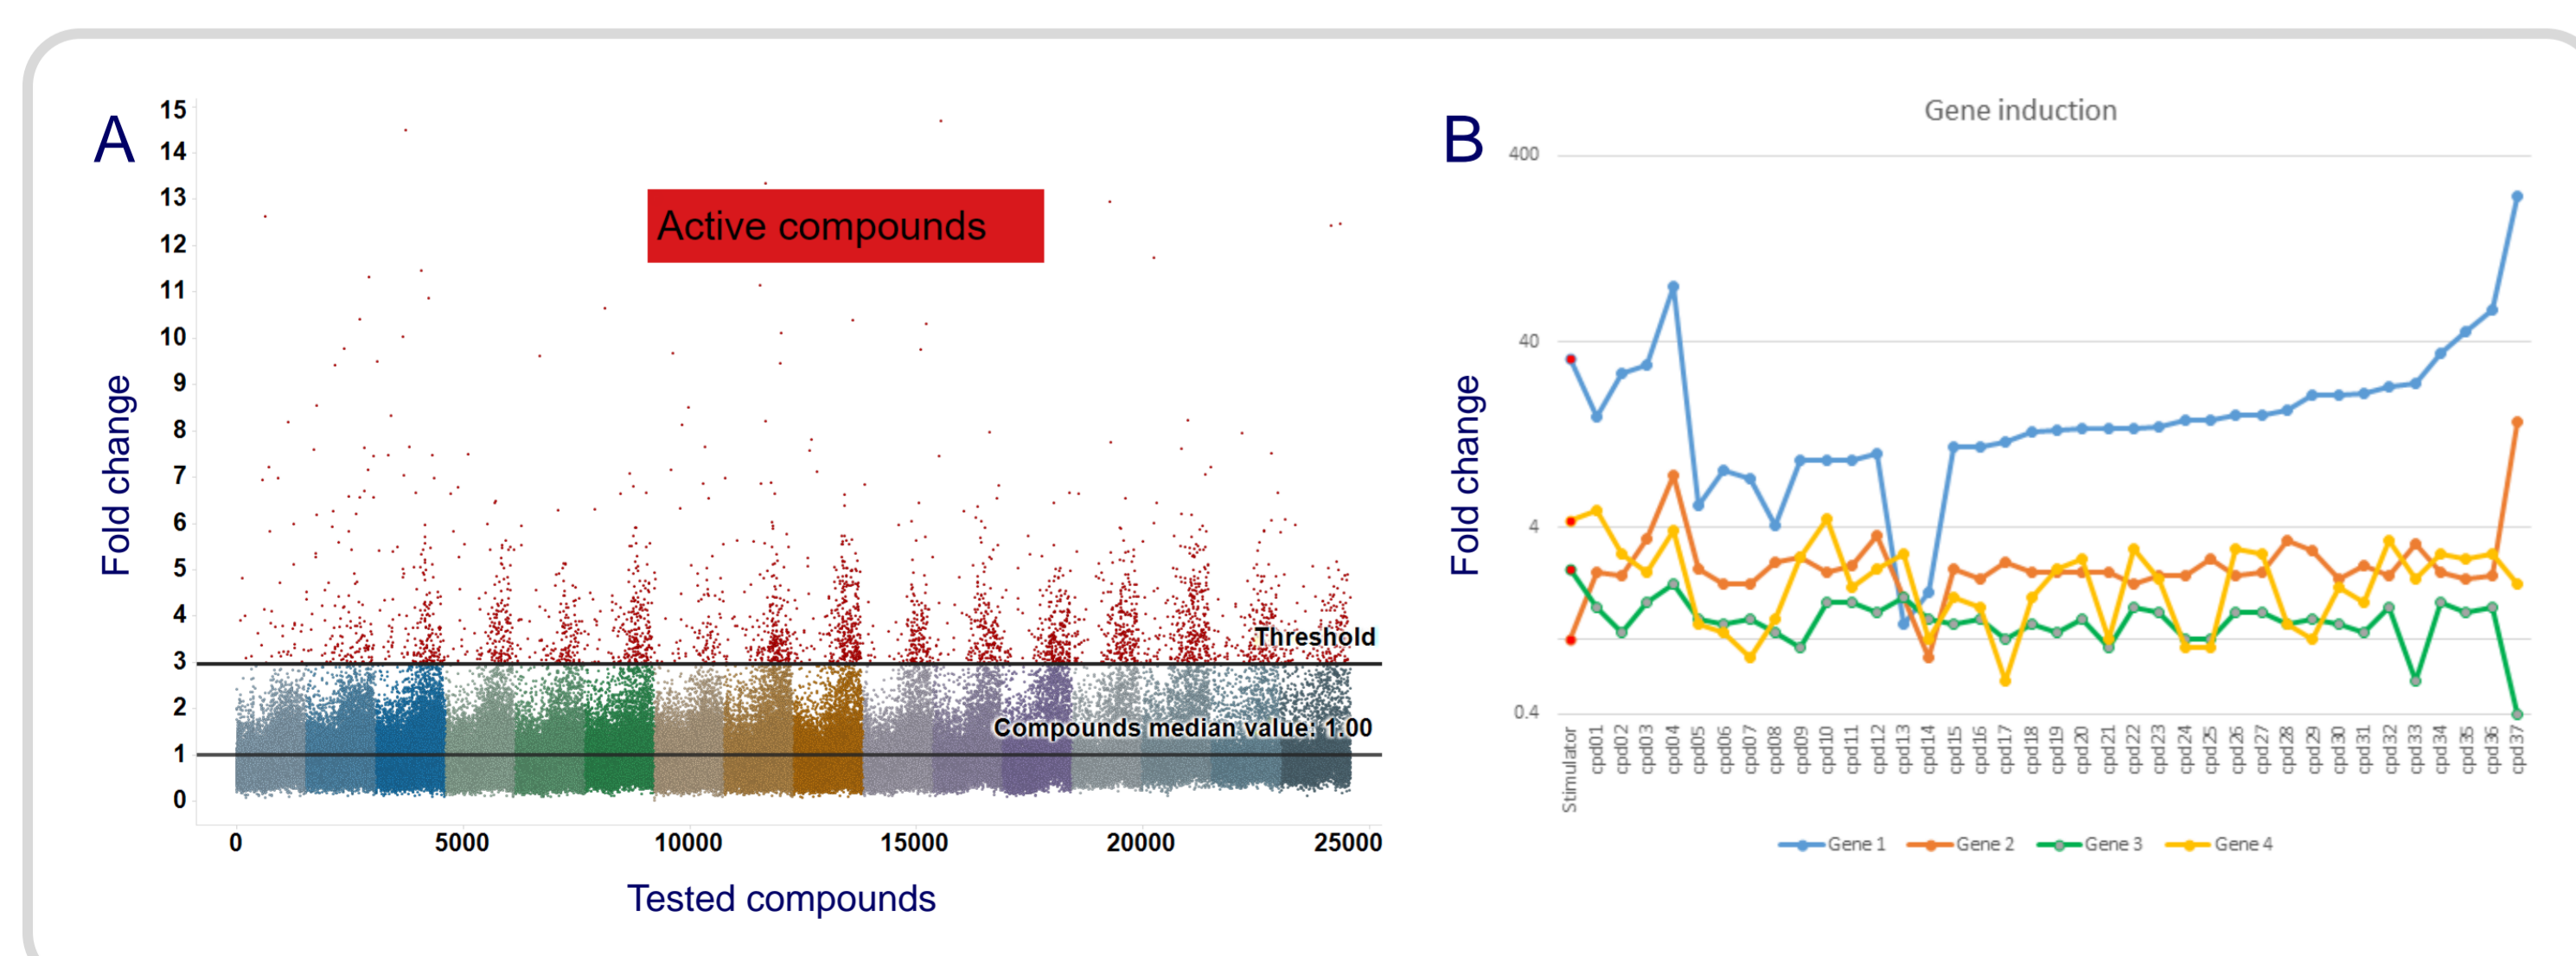 A
15
14
13
12
11
10
9
8
7
6
5
4
3
2
1
0
Fold change
Active compounds
Threshold
Compounds median value: 1.00
0
5000
10000
15000
20000
25000
Tested compounds
B
Gene induction
400
40
4
0.4
Fold change
Stimulator
cpd01
cpd02
cpd03
cpd04
cpd05
cpd06
cpd07
cpd08
cpd09
cpd10
cpd11
cpd12
cpd13
cpd14
cpd15
cpd16
cpd17
cpd18
cpd19
cpd20
cpd21
cpd22
cpd23
cpd24
cpd25
cpd26
cpd27
cpd28
cpd29
cpd30
cpd31
cpd32
cpd33
cpd34
cpd35
cpd36
cpd37
Gene 1
Gene 2
Gene 3
Gene 4